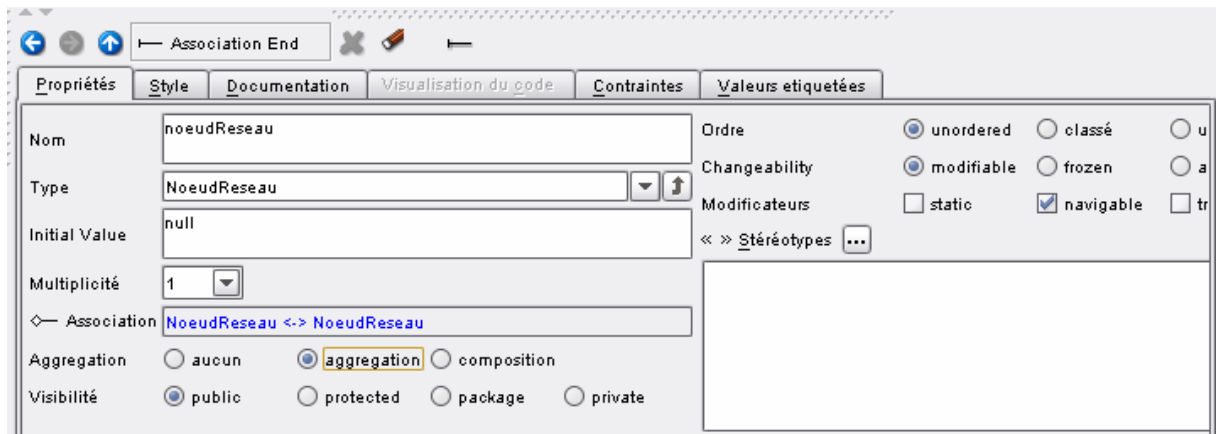 Association End
Propriétés Style Documentation Visualisation du code Contraintes Valeurs etiquetées
Nom noeudReseau
Type NoeudReseau
Initial Value null
Multiplicité 1
Association NoeudReseau <-> NoeudReseau
Aggregation aucun aggregation composition
Visibilité public protected package private
Ordre unordered classé u
Changeability modifiable frozen a
Modificateurs static navigable tr
« » Stéréotypes ...